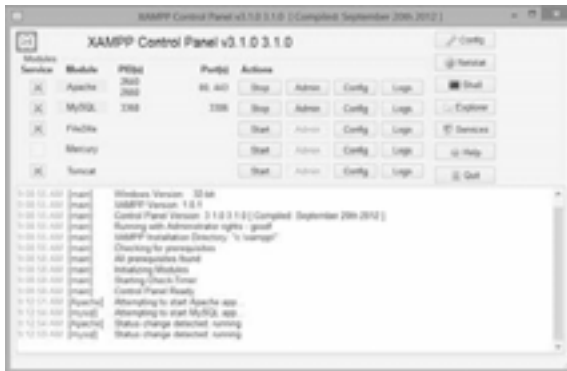 XAMPP Control Panel v3.1.0 3.1.0 [Compiled: September 20th 2012]
XAMPP Control Panel v3.1.0 3.1.0
Config
Modules
Service Module PID(s) Port(s) Actions
Netstat
Apache 80, 443 Stop Admin Config Logs
Shell
MySQL 3306 Stop Admin Config Logs
Explorer
FileZilla Start Admin Config Logs
Services
Mercury Start Admin Config Logs
Help
Tomcat Start Admin Config Logs
Quit
[main] Windows Version:
[main] XAMPP Version:
[main] Control Panel Version: 3.1.0 3.1.0 [ Compiled: September 20th 2012 ]
[main] Running with Administrator rights - good!
[main] XAMPP Installation Directory: "c:\xampp\"
[main] Checking for prerequisites
[main] All prerequisites found
[main] Initializing Modules
[main] Starting Check-Timer
[main] Control Panel Ready
[Apache] Attempting to start Apache app...
[mysql] Attempting to start MySQL app...
[Apache] Status change detected: running
[mysql] Status change detected: running